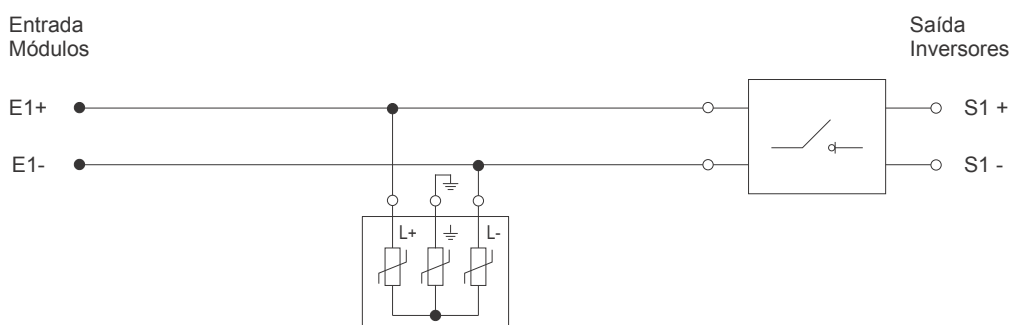 Entrada
Módulos
Saída
Inversores
E1+
S1 +
E1-
S1 -
L+
L-